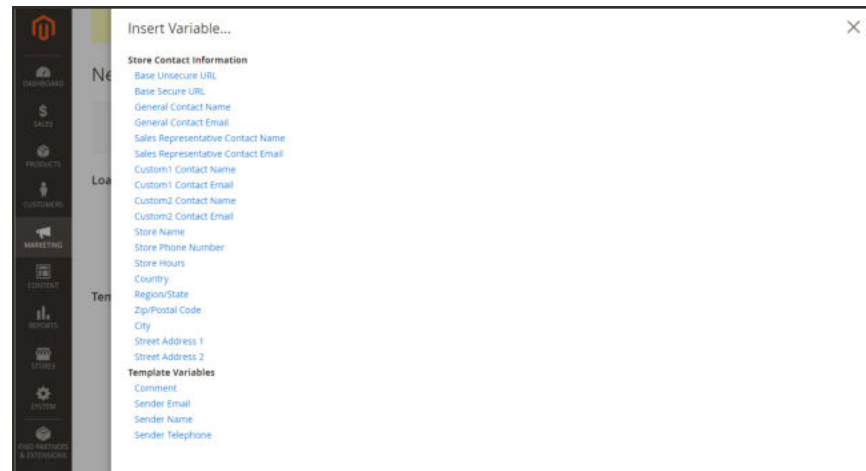 Insert Variable...
Store Contact Information
Base Unsecure URL
Base Secure URL
General Contact Name
General Contact Email
Sales Representative Contact Name
Sales Representative Contact Email
Custom1 Contact Name
Custom1 Contact Email
Custom2 Contact Name
Custom2 Contact Email
Store Name
Store Phone Number
Store Hours
Country
Region/State
Zip/Postal Code
City
Street Address 1
Street Address 2
Template Variables
Comment
Sender Email
Sender Name
Sender Telephone
DASHBOARD
SALES
PRODUCTS
CUSTOMERS
MARKETING
CONTENT
REPORTS
STORES
SYSTEM
FIND PARTNERS
& EXTENSIONS
Ne
Loa
Tem